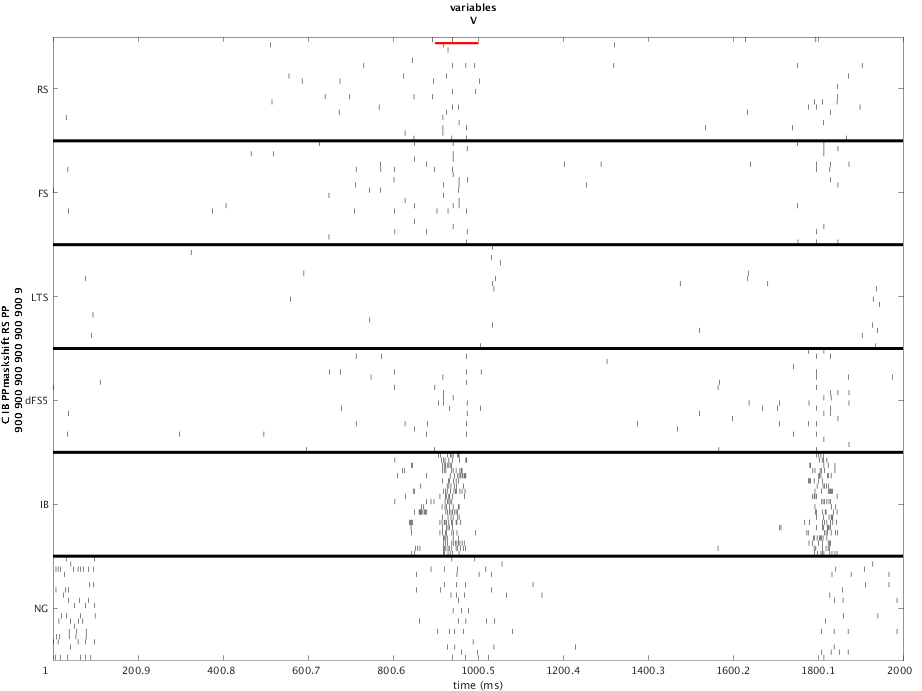 variables
V
RS
FS
LTS
dFS5
IB
NG
C IB PPmaskshift RS PP
900 900 900 900 900 900 9
1
200.9
400.8
600.7
800.6
1000.5
1200.4
1400.3
1600.2
1800.1
2000
time (ms)